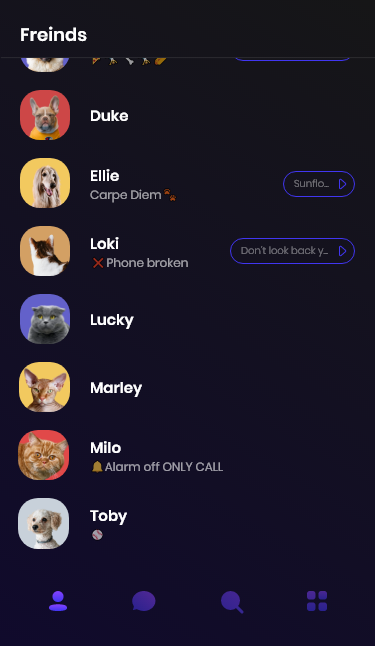 Freinds
Duke
Ellie
Carpe Diem
Sunflo...
Loki
Phone broken
Don't look back y...
Lucky
Marley
Milo
Alarm off ONLY CALL
Toby